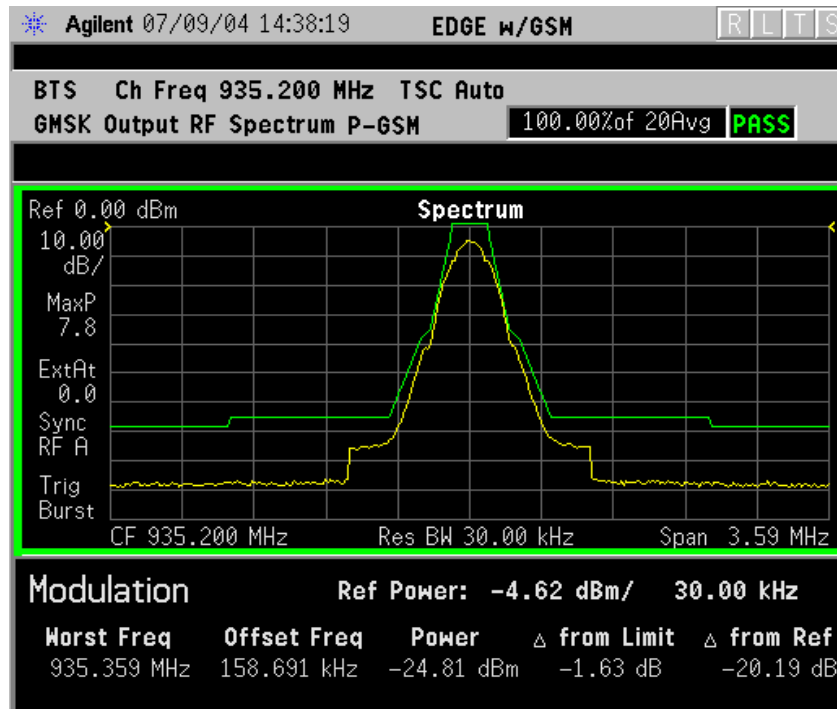 Agilent 07/09/04 14:38:19 EDGE w/GSM R L T S
BTS Ch Freq 935.200 MHz TSC Auto
GMSK Output RF Spectrum P-GSM 100.00%of 20Avg PASS
Ref 0.00 dBm Spectrum
10.00
dB/
MaxP
7.8
ExtAt
0.0
Sync
RF A
Trig
Burst
CF 935.200 MHz Res BW 30.00 kHz Span 3.59 MHz
Modulation Ref Power: -4.62 dBm/ 30.00 kHz
Worst Freq Offset Freq Power △ from Limit △ from Ref
935.359 MHz 158.691 kHz -24.81 dBm -1.63 dB -20.19 dB